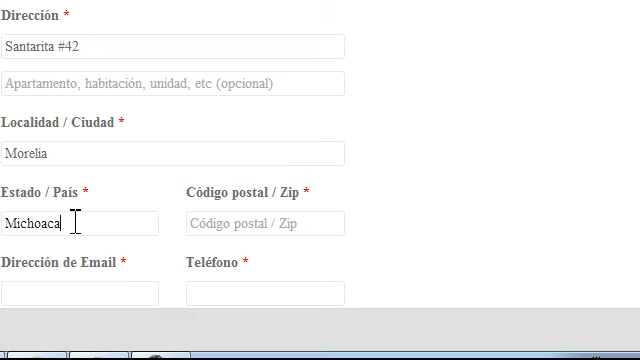 Dirección *
Santarita #42
Apartamento, habitación, unidad, etc (opcional)
Localidad / Ciudad *
Morelia
Estado / País * Código postal / Zip *
Michoaca Código postal / Zip
Dirección de Email * Teléfono *